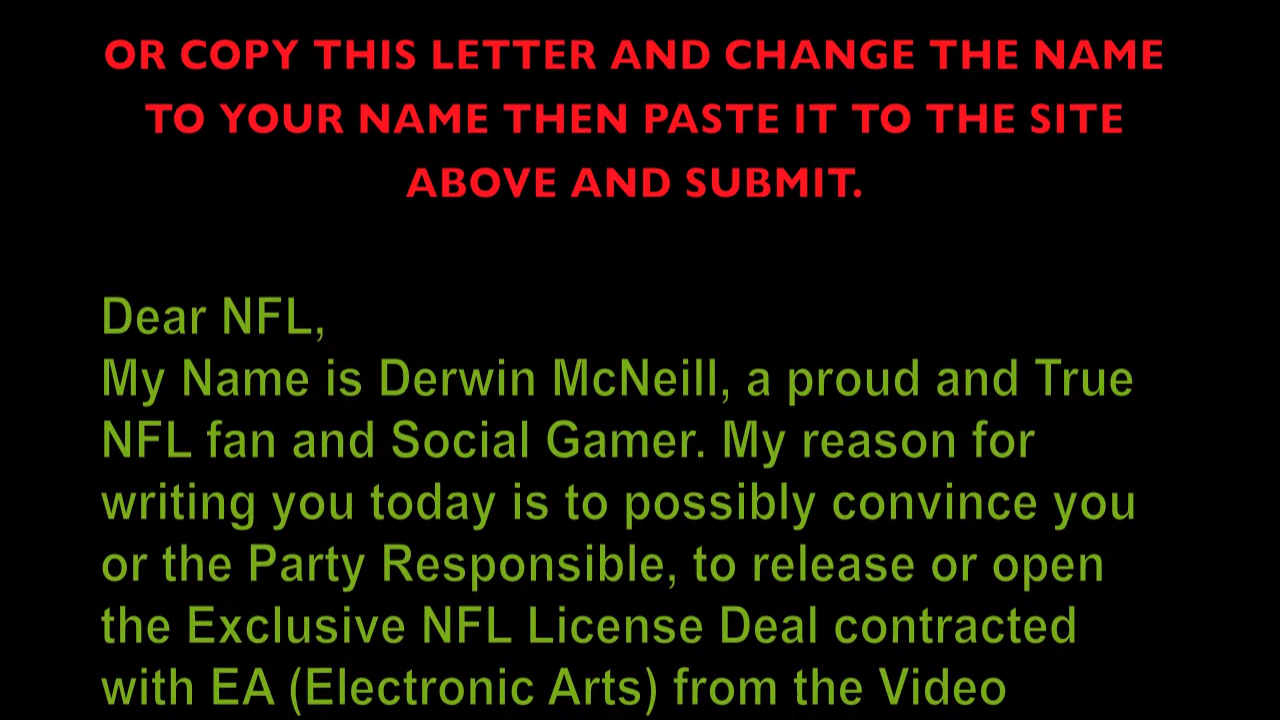 OR COPY THIS LETTER AND CHANGE THE NAME
TO YOUR NAME THEN PASTE IT TO THE SITE
ABOVE AND SUBMIT.
Dear NFL,
My Name is Derwin McNeill, a proud and True
NFL fan and Social Gamer. My reason for
writing you today is to possibly convince you
or the Party Responsible, to release or open
the Exclusive NFL License Deal contracted
with EA (Electronic Arts) from the Video